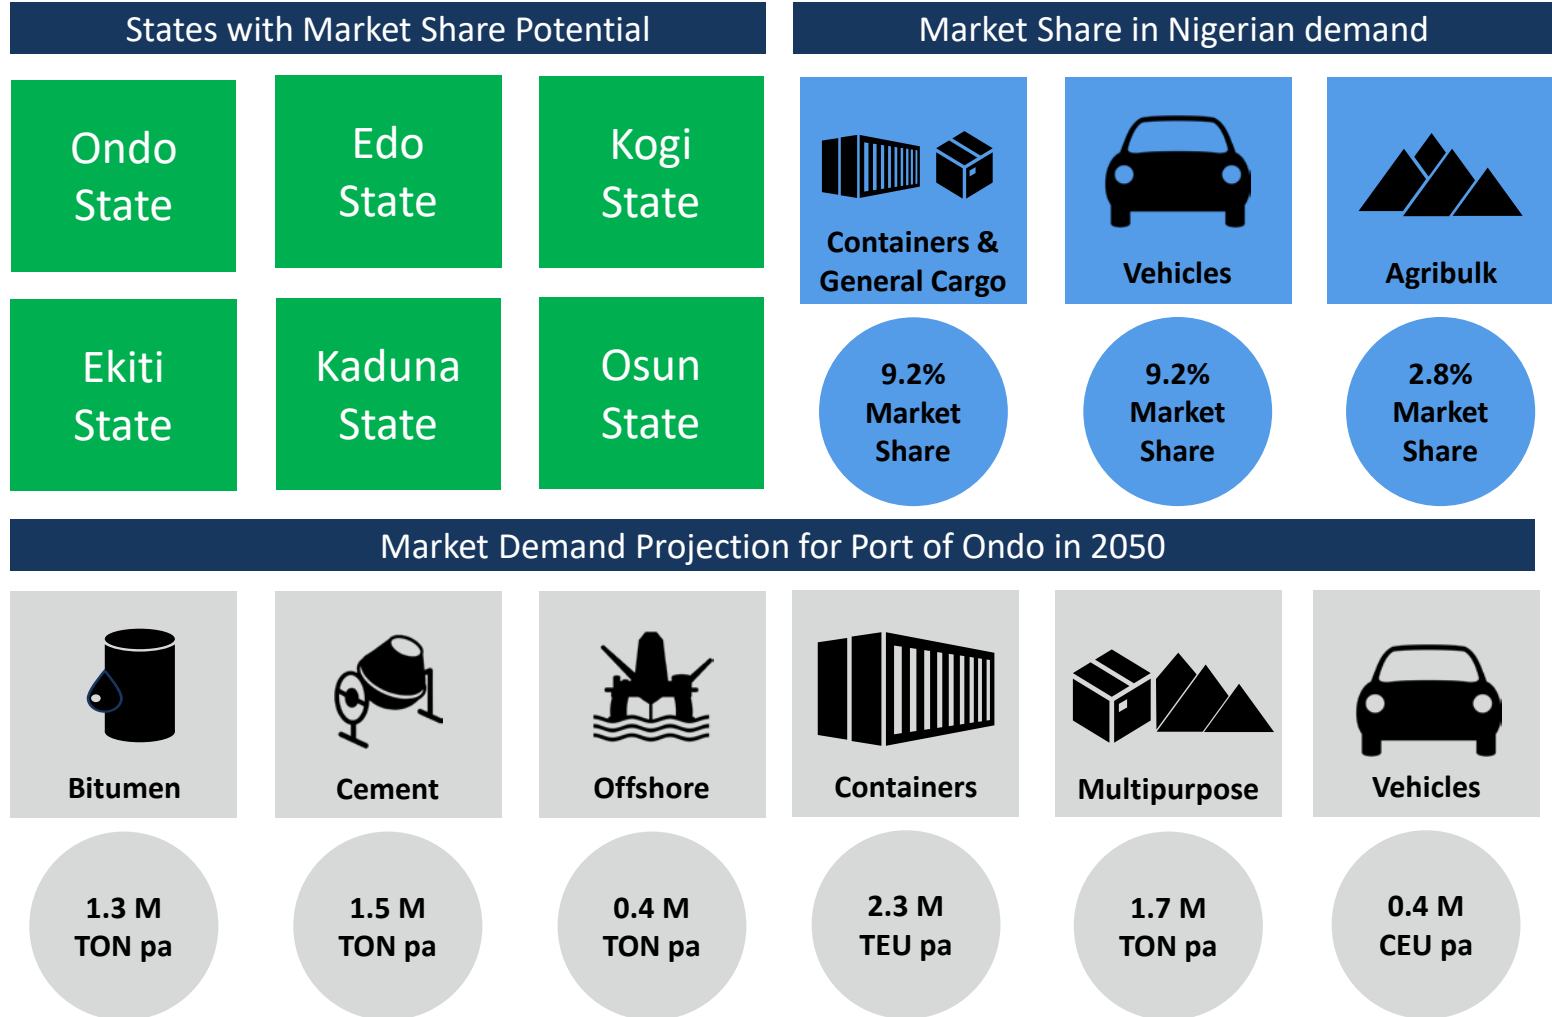 States with Market Share Potential
Ondo
State
Edo
State
Kogi
State
Ekiti
State
Kaduna
State
Osun
State
Market Share in Nigerian demand
Containers &
General Cargo
Vehicles
Agribulk
9.2%
Market
Share
9.2%
Market
Share
2.8%
Market
Share
Market Demand Projection for Port of Ondo in 2050
Bitumen
Cement
Offshore
Containers
Multipurpose
Vehicles
1.3 M
TON pa
1.5 M
TON pa
0.4 M
TON pa
2.3 M
TEU pa
1.7 M
TON pa
0.4 M
CEU pa